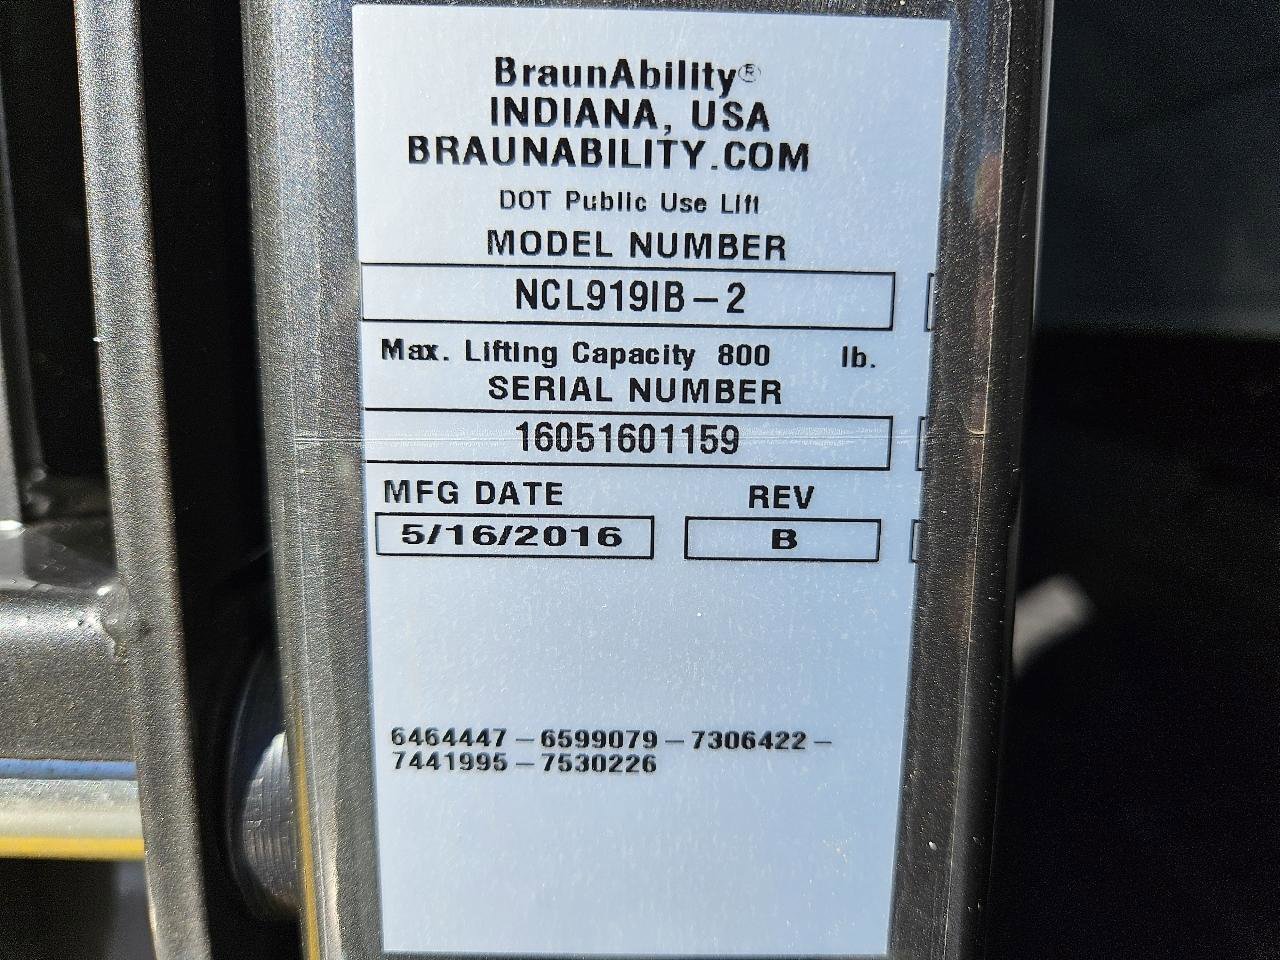 BraunAbility®
INDIANA, USA
BRAUNABILITY.COM
DOT Public Use Lift
MODEL NUMBER
NCL919IB-2
Max. Lifting Capacity 800 lb.
SERIAL NUMBER
16051601159
MFG DATE REV
5/16/2016 B
6464447-6599079-7306422-
7441995-7530226